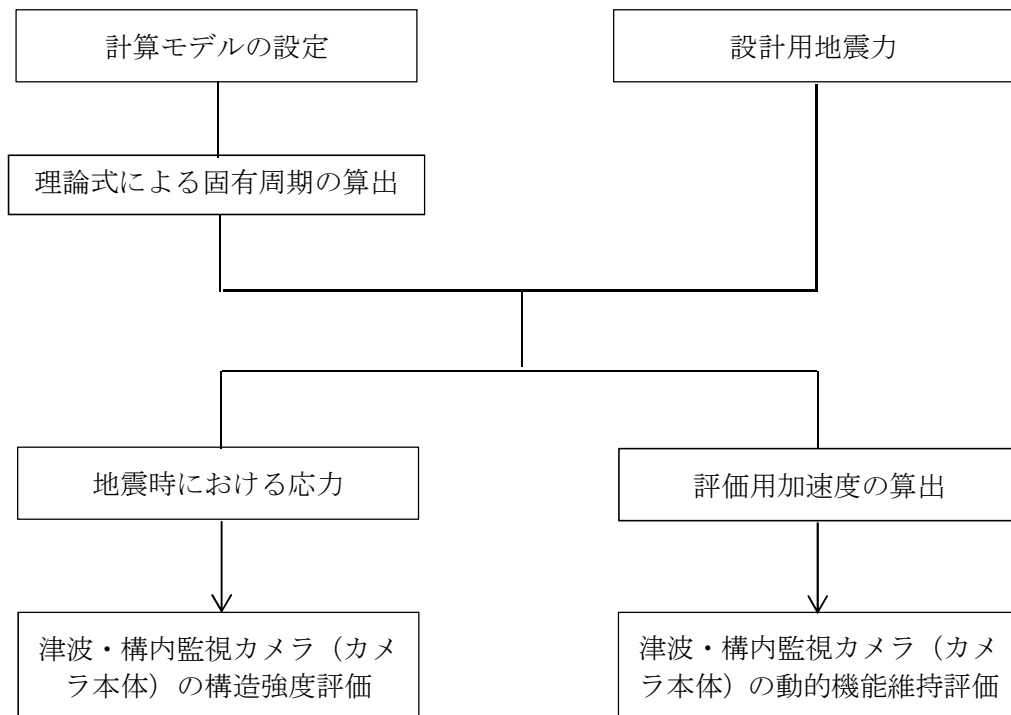 計算モデルの設定
設計用地震力
理論式による固有周期の算出
地震時における応力
評価用加速度の算出
津波・構内監視カメラ（カメ
ラ本体）の構造強度評価
津波・構内監視カメラ（カメ
ラ本体）の動的機能維持評価